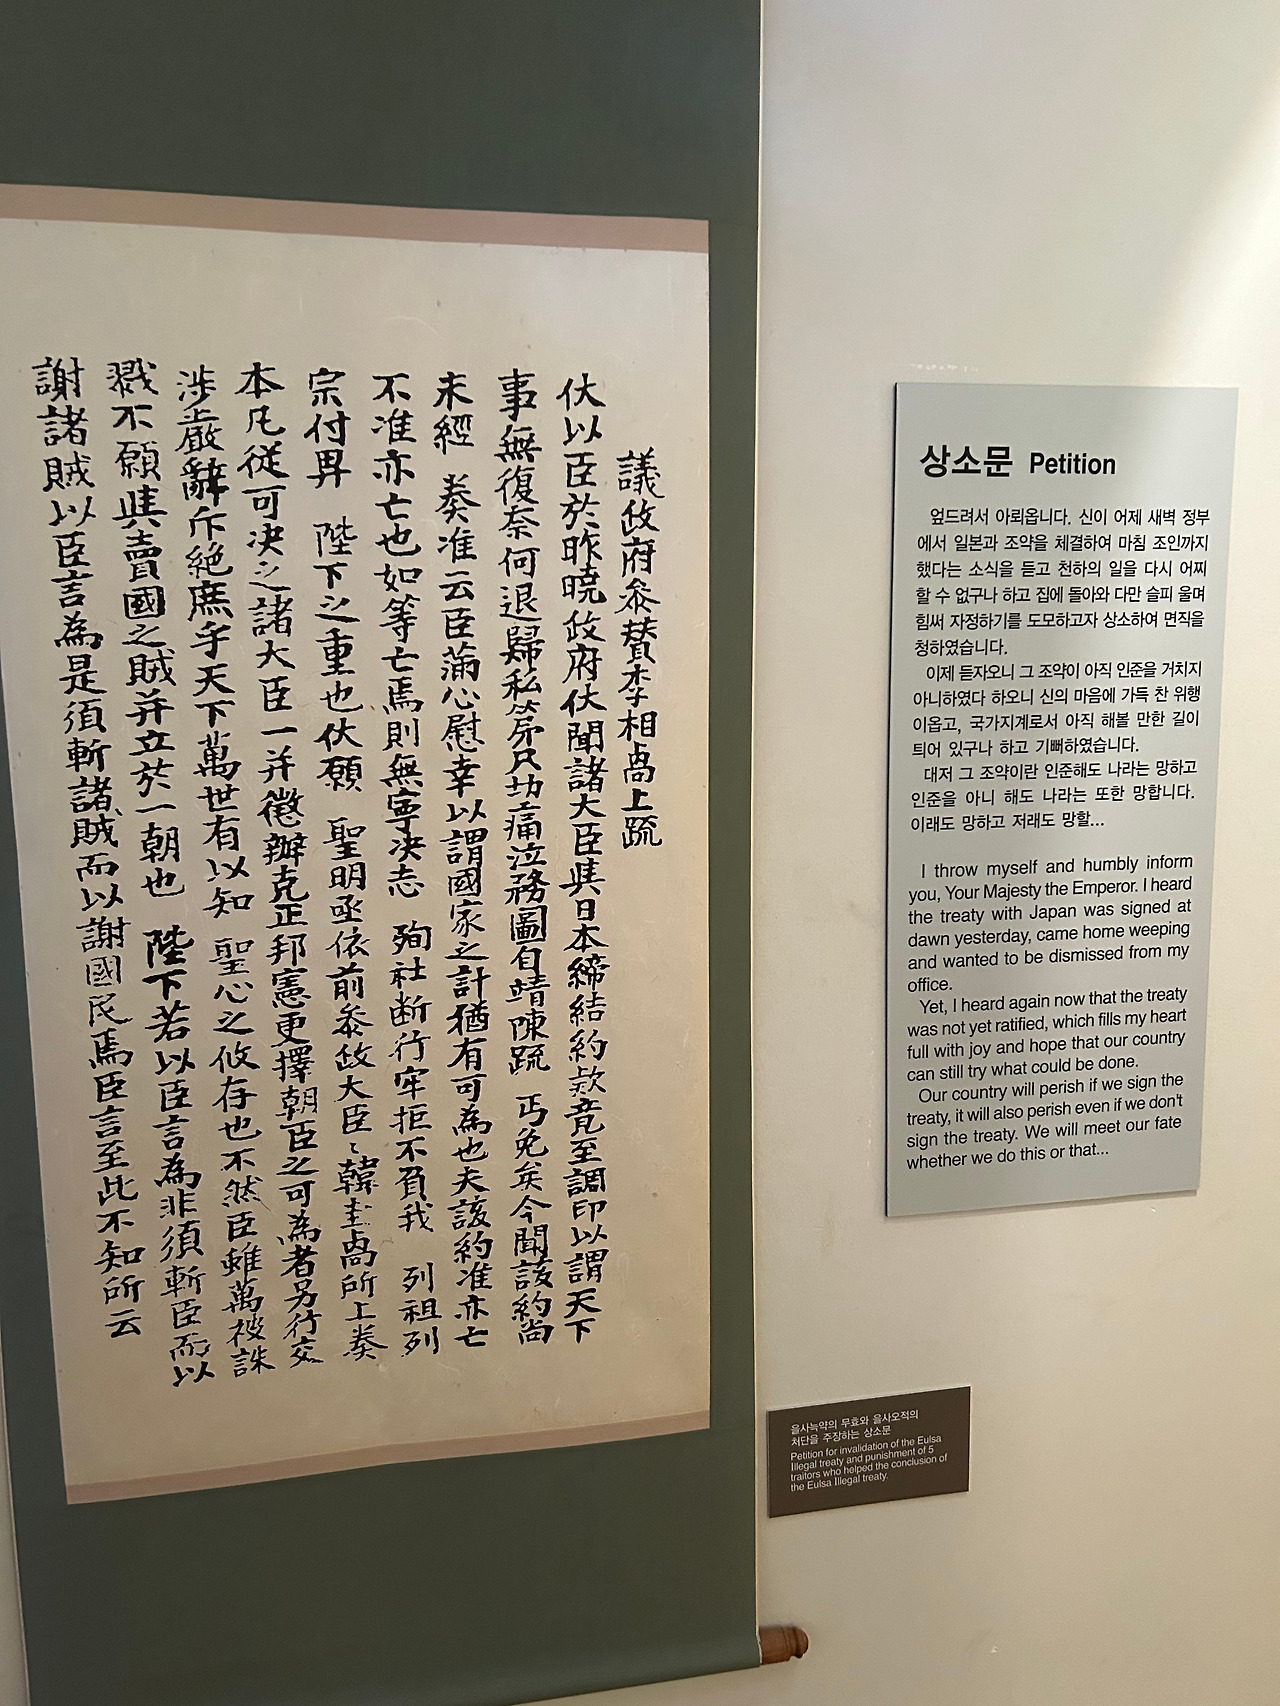 議政府參賛李相卨上䟽
伏以臣於昨曉政府伏聞諸大臣與日本締結約款竟至調印以謂天下
事無復奈何退歸私第只切痛泣務圖自靖陳䟽 丐免矣今聞該約尚
未經 奏准云臣滿心慰幸以謂國家之計猶有可為也夫該約准亦亡
不准亦亡也如等亡焉則無寧决志 殉社断行牢拒不負我 列祖列
宗付畀 陛下之重也伏願 聖明亟依前參政大臣臣韓圭卨所上奏
本凡從可决之諸大臣一并懲辦克正邦憲更擇朝臣之可為者另行交
涉嚴辭斥絶庶乎天下萬世有以知 聖心之攸存也不然臣雖萬被誅
戮不願與賣國之賊并立於一朝也 陛下若以臣言為非須斬臣而以
謝諸賊以臣言為是須斬諸賊而以謝國民焉臣言至此不知所云
상소문 Petition
엎드려서 아뢰옵니다. 신이 어제 새벽 정부
에서 일본과 조약을 체결하여 마침 조인까지
했다는 소식을 듣고 천하의 일을 다시 어찌
할 수 없구나 하고 집에 돌아와 다만 슬피 울며
힘써 자정하기를 도모하고자 상소하여 면직을
청하였습니다.
이제 듣자오니 그 조약이 아직 인준을 거치지
아니하였다 하오니 신의 마음에 가득 찬 위행
이옵고, 국가지계로서 아직 해볼 만한 길이
틔어 있구나 하고 기뻐하였습니다.
대저 그 조약이란 인준해도 나라는 망하고
인준을 아니 해도 나라는 또한 망합니다.
이래도 망하고 저래도 망할...
I throw myself and humbly inform
you, Your Majesty the Emperor. I heard
the treaty with Japan was signed at
dawn yesterday, came home weeping
and wanted to be dismissed from my
office.
Yet, I heard again now that the treaty
was not yet ratified, which fills my heart
full with joy and hope that our country
can still try what could be done.
Our country will perish if we sign the
treaty, it will also perish even if we don't
sign the treaty. We will meet our fate
whether we do this or that...
을사늑약의 무효와 을사오적의
처단을 주장하는 상소문
Petition for invalidation of the Eulsa
Illegal treaty and punishment of 5
traitors who helped the conclusion of
the Eulsa Illegal treaty.